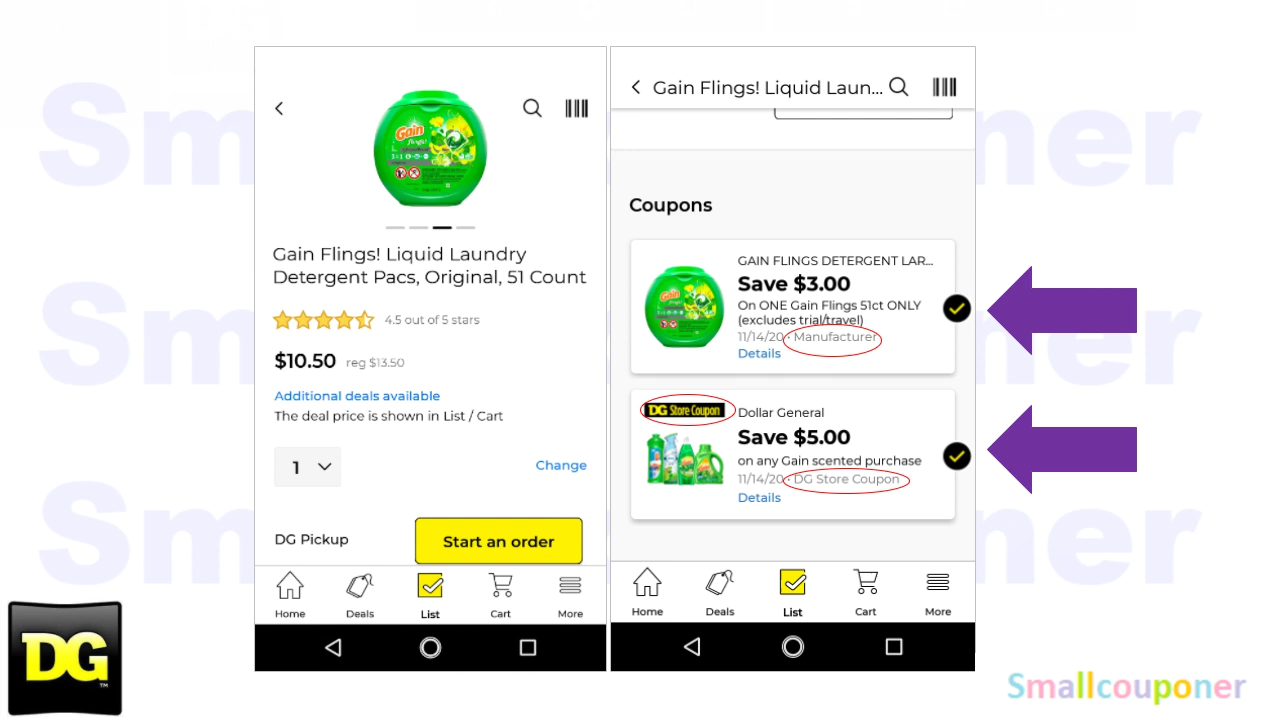 Gain
flings!
Gain Flings! Liquid Laundry
Detergent Pacs, Original, 51 Count
4.5 out of 5 stars
$10.50 reg $13.50
Additional deals available
The deal price is shown in List / Cart
1
Change
DG Pickup
Start an order
Home Deals List Cart More
Gain Flings! Liquid Laun...
Coupons
Gain
GAIN FLINGS DETERGENT LAR...
Save $3.00
On ONE Gain Flings 51ct ONLY
(excludes trial/travel)
11/14/20 · Manufacturer
Details
DG Store Coupon
Dollar General
Save $5.00
on any Gain scented purchase
11/14/20 · DG Store Coupon
Details
Home Deals List Cart More
DG
TM
Smallcouponer